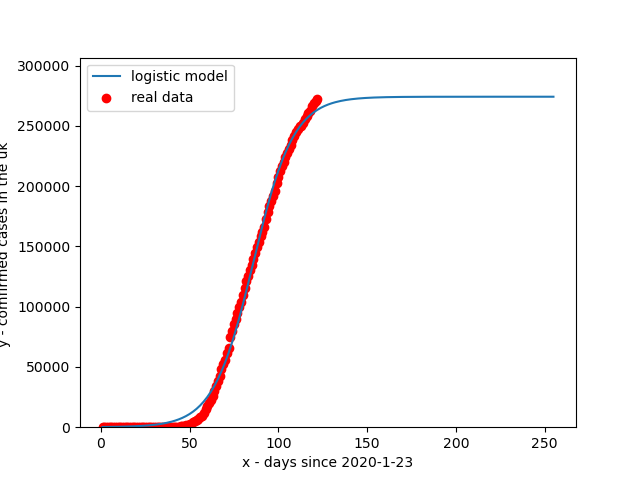 logistic model
real data
300000
250000
200000
150000
100000
50000
0
0 50 100 150 200 250
x - days since 2020-1-23
y - comfirmed cases in the uk